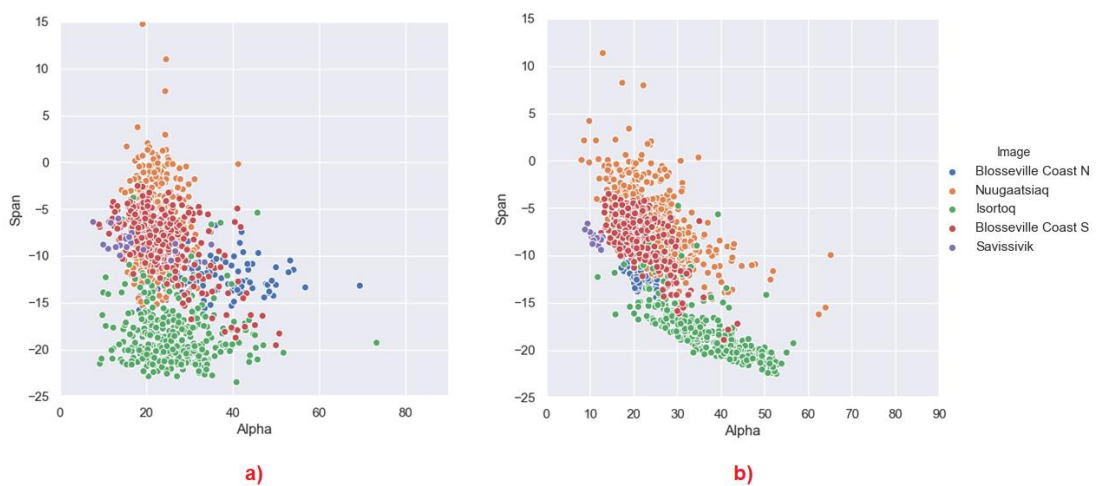 15
10
5
0
−5
−10
−15
−20
−25
Span
0 20 40 60 80
Alpha
a)
15
10
5
0
−5
−10
−15
−20
−25
Span
0 10 20 30 40 50 60 70 80 90
Alpha
b)
Image
Blosseville Coast N
Nuugaatsiaq
Isortoq
Blosseville Coast S
Savissivik